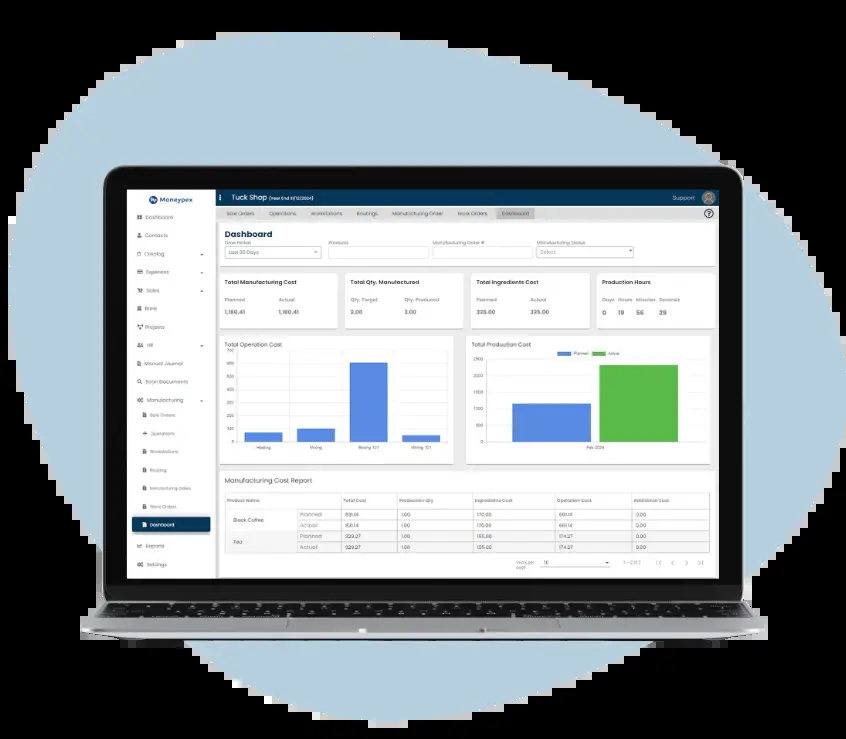 Moneypex
Tuck Shop (Year End 31/12/2024)
Support
Dashboard
Contacts
Catalog
Expenses
Sales
Bank
Projects
HR
Manual Journal
Scan Documents
Manufacturing
BoM Orders
Operations
Workstations
Routing
Manufacturing Orders
Work Orders
Dashboard
Reports
Settings
BoM Orders Operations Workstations Routings Manufacturing Order Work Orders Dashboard
?
Dashboard
Time Period Products Manufacturing Order # Manufacturing Status
Last 30 Days Select
Total Manufacturing Cost
Planned Actual
1,160.41 1,160.41
Total Qty. Manufactured
Qty. Target Qty. Produced
2.00 2.00
Total Ingredients Cost
Planned Actual
335.00 335.00
Production Hours
Days Hours Minutes Seconds
0 18 56 29
Total Operation Cost
700
600
500
400
300
200
100
0
Heating Mixing Boiling 101 Mixing 101
Total Production Cost
Planned Actual
2500
2000
1500
1000
500
0
Feb 2024
Manufacturing Cost Report
Product Name Total Cost Production Qty Ingredients Cost Operation Cost Additional Cost
Black Coffee
Planned 831.14 1.00 170.00 661.14 0.00
Actual 831.14 1.00 170.00 661.14 0.00
Tea
Planned 329.27 1.00 155.00 174.27 0.00
Actual 329.27 1.00 155.00 174.27 0.00
Items per page 10 1 - 2 of 2